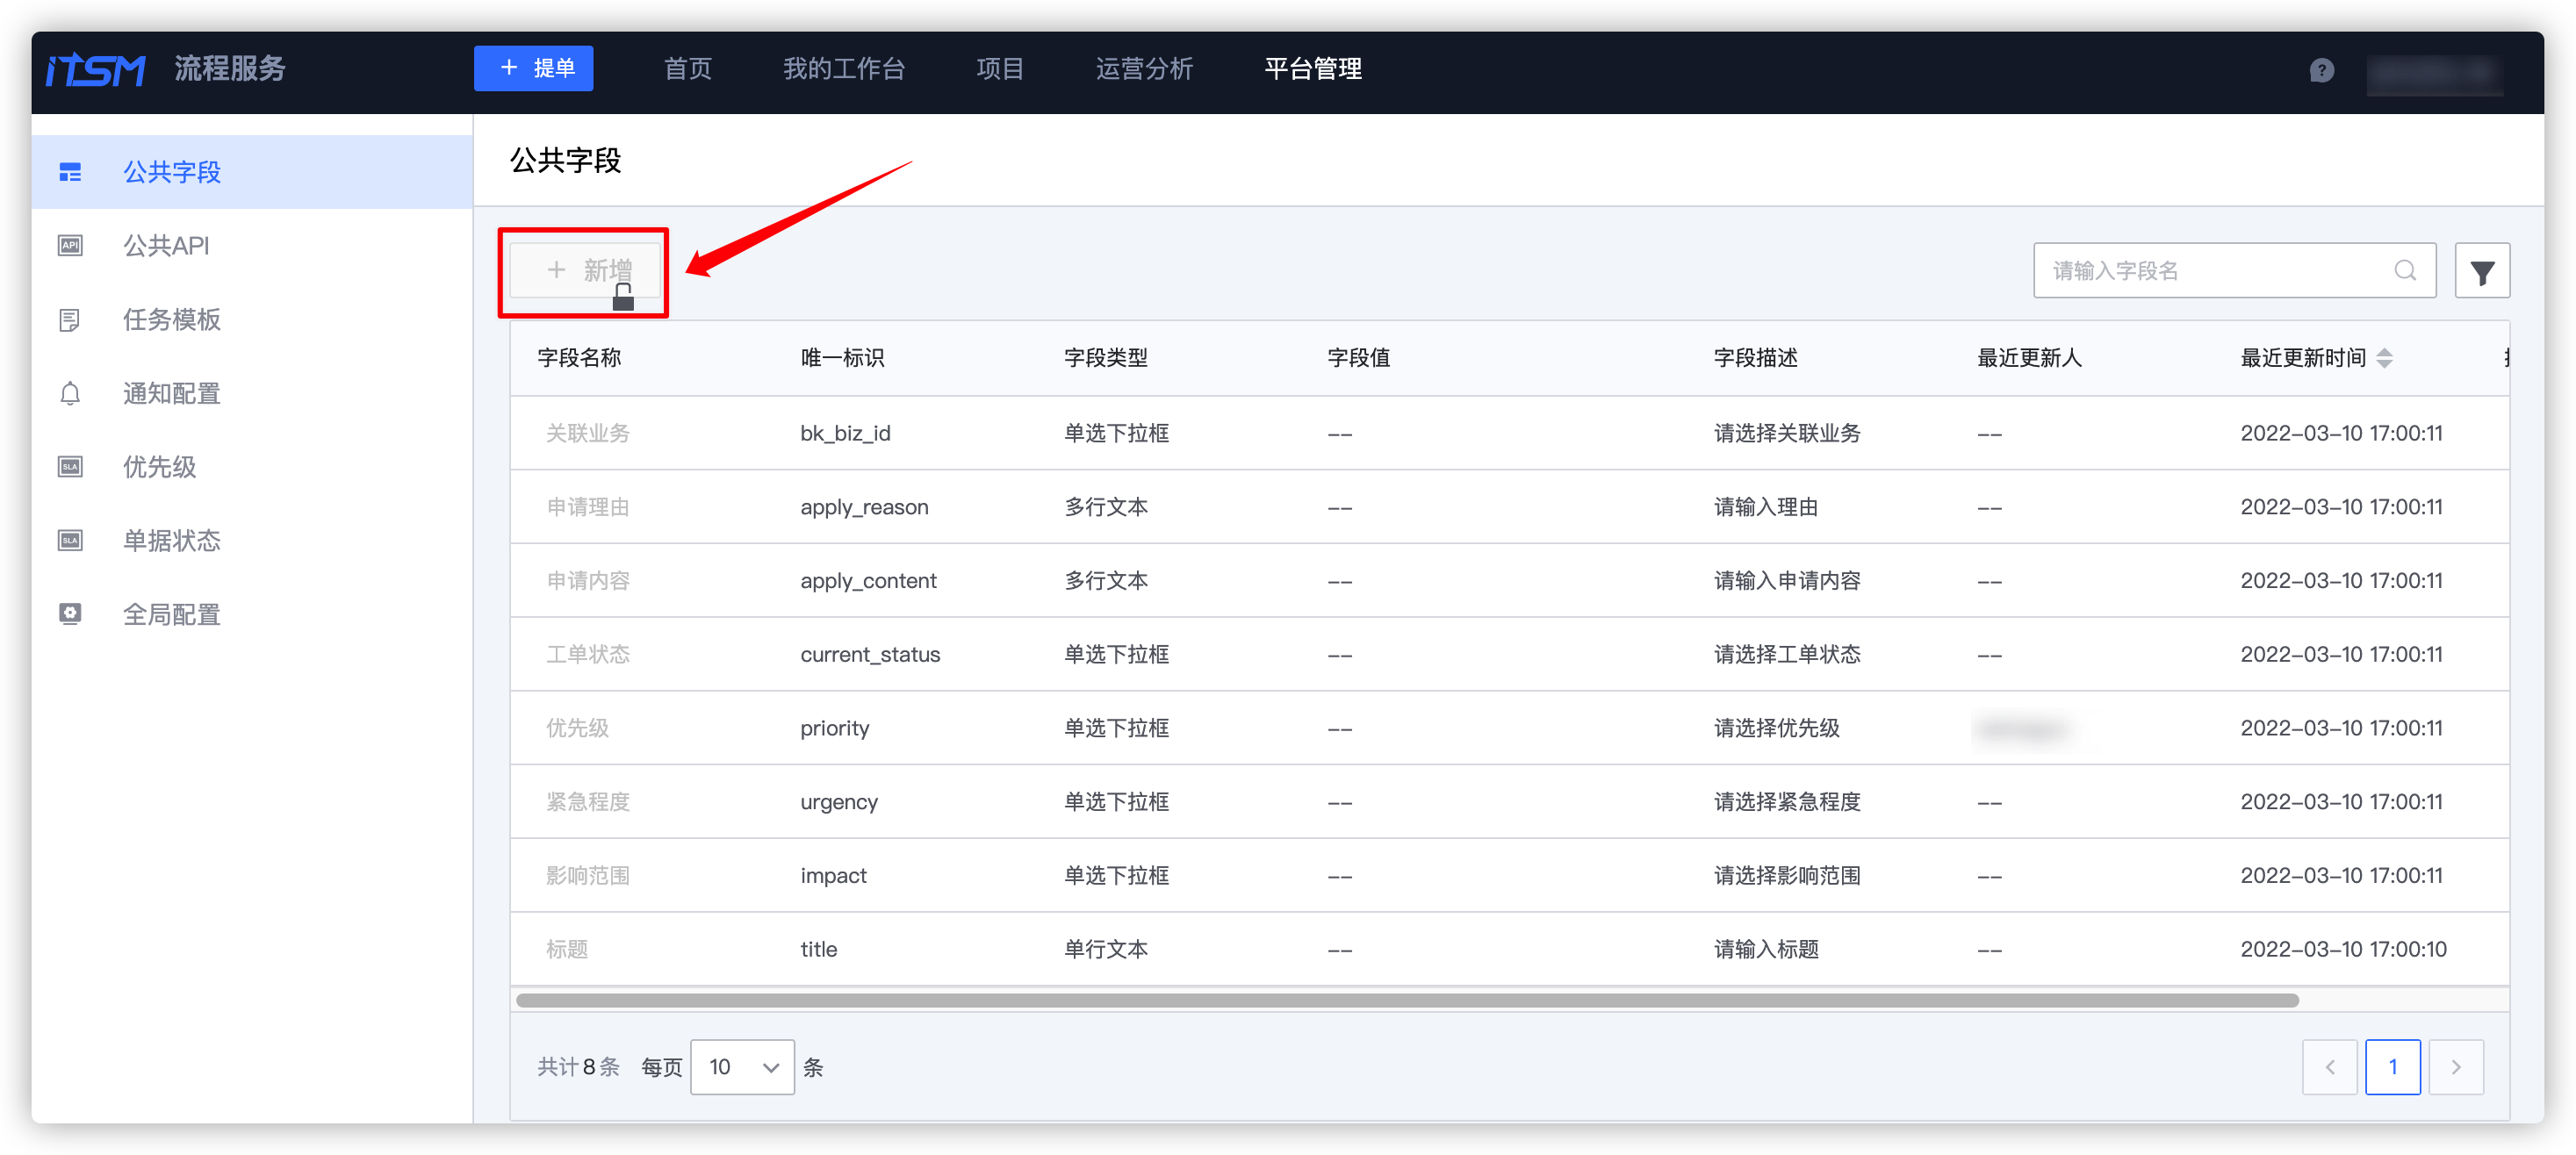 ITSM 流程服务 + 提单 首页 我的工作台 项目 运营分析 平台管理 ?
公共字段
公共API
任务模板
通知配置
优先级
单据状态
全局配置
公共字段
+ 新增 请输入字段名
字段名称 唯一标识 字段类型 字段值 字段描述 最近更新人 最近更新时间
关联业务 bk_biz_id 单选下拉框 -- 请选择关联业务 -- 2022-03-10 17:00:11
申请理由 apply_reason 多行文本 -- 请输入理由 -- 2022-03-10 17:00:11
申请内容 apply_content 多行文本 -- 请输入申请内容 -- 2022-03-10 17:00:11
工单状态 current_status 单选下拉框 -- 请选择工单状态 -- 2022-03-10 17:00:11
优先级 priority 单选下拉框 -- 请选择优先级 2022-03-10 17:00:11
紧急程度 urgency 单选下拉框 -- 请选择紧急程度 -- 2022-03-10 17:00:11
影响范围 impact 单选下拉框 -- 请选择影响范围 -- 2022-03-10 17:00:11
标题 title 单行文本 -- 请输入标题 -- 2022-03-10 17:00:10
共计8条 每页 10 条 1